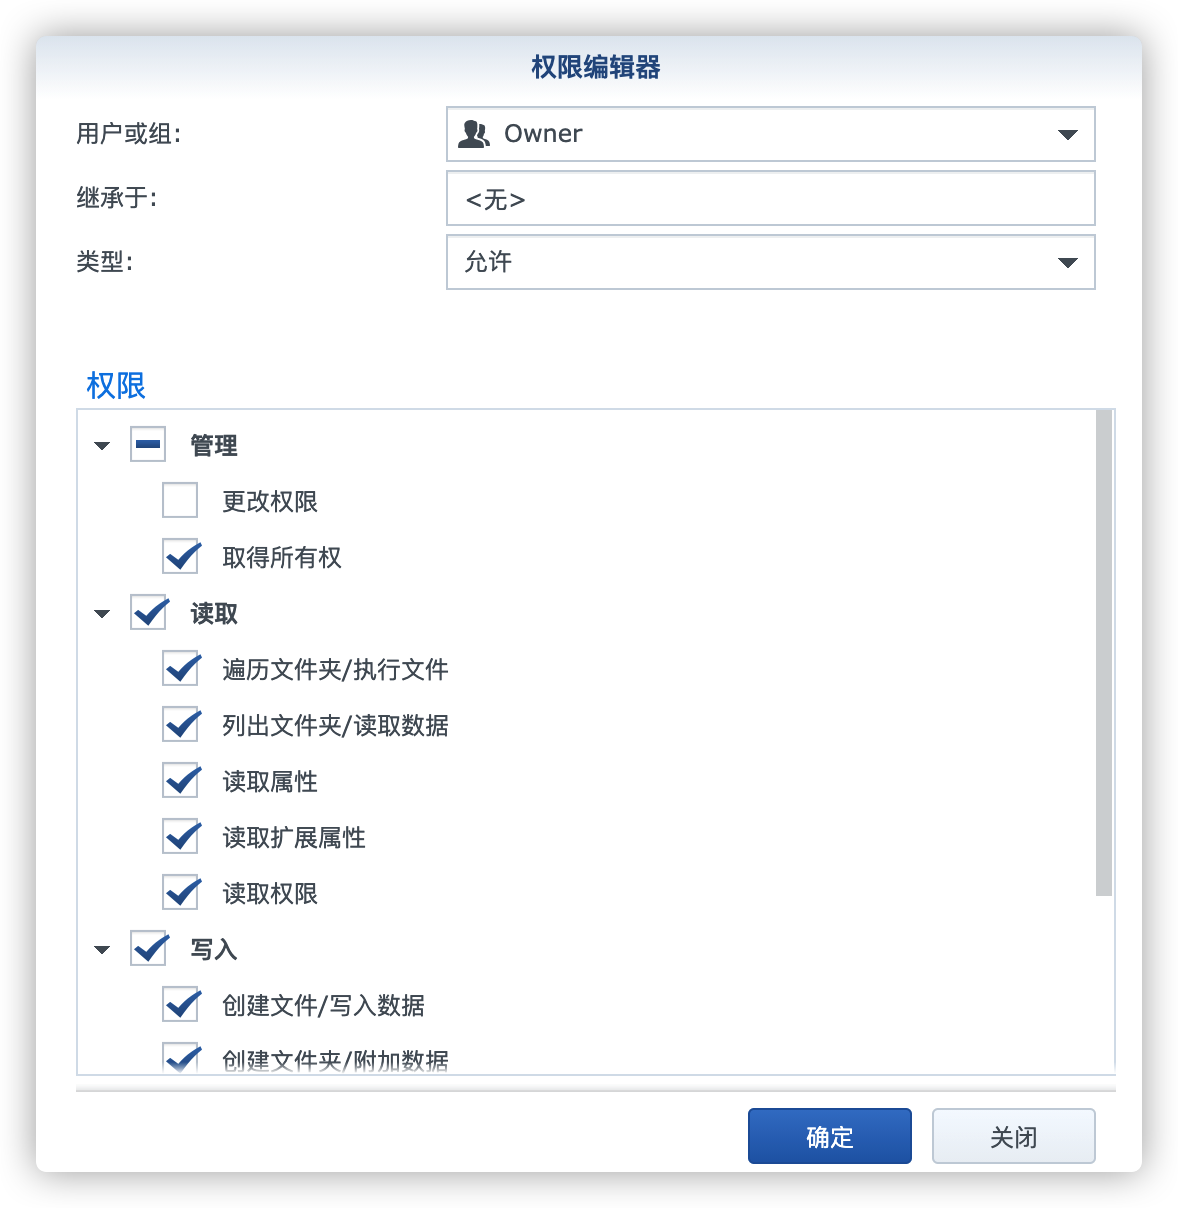 权限编辑器
用户或组: Owner
继承于: <无>
类型: 允许
权限
管理
更改权限
取得所有权
读取
遍历文件夹/执行文件
列出文件夹/读取数据
读取属性
读取扩展属性
读取权限
写入
创建文件/写入数据
创建文件夹/附加数据
确定 关闭